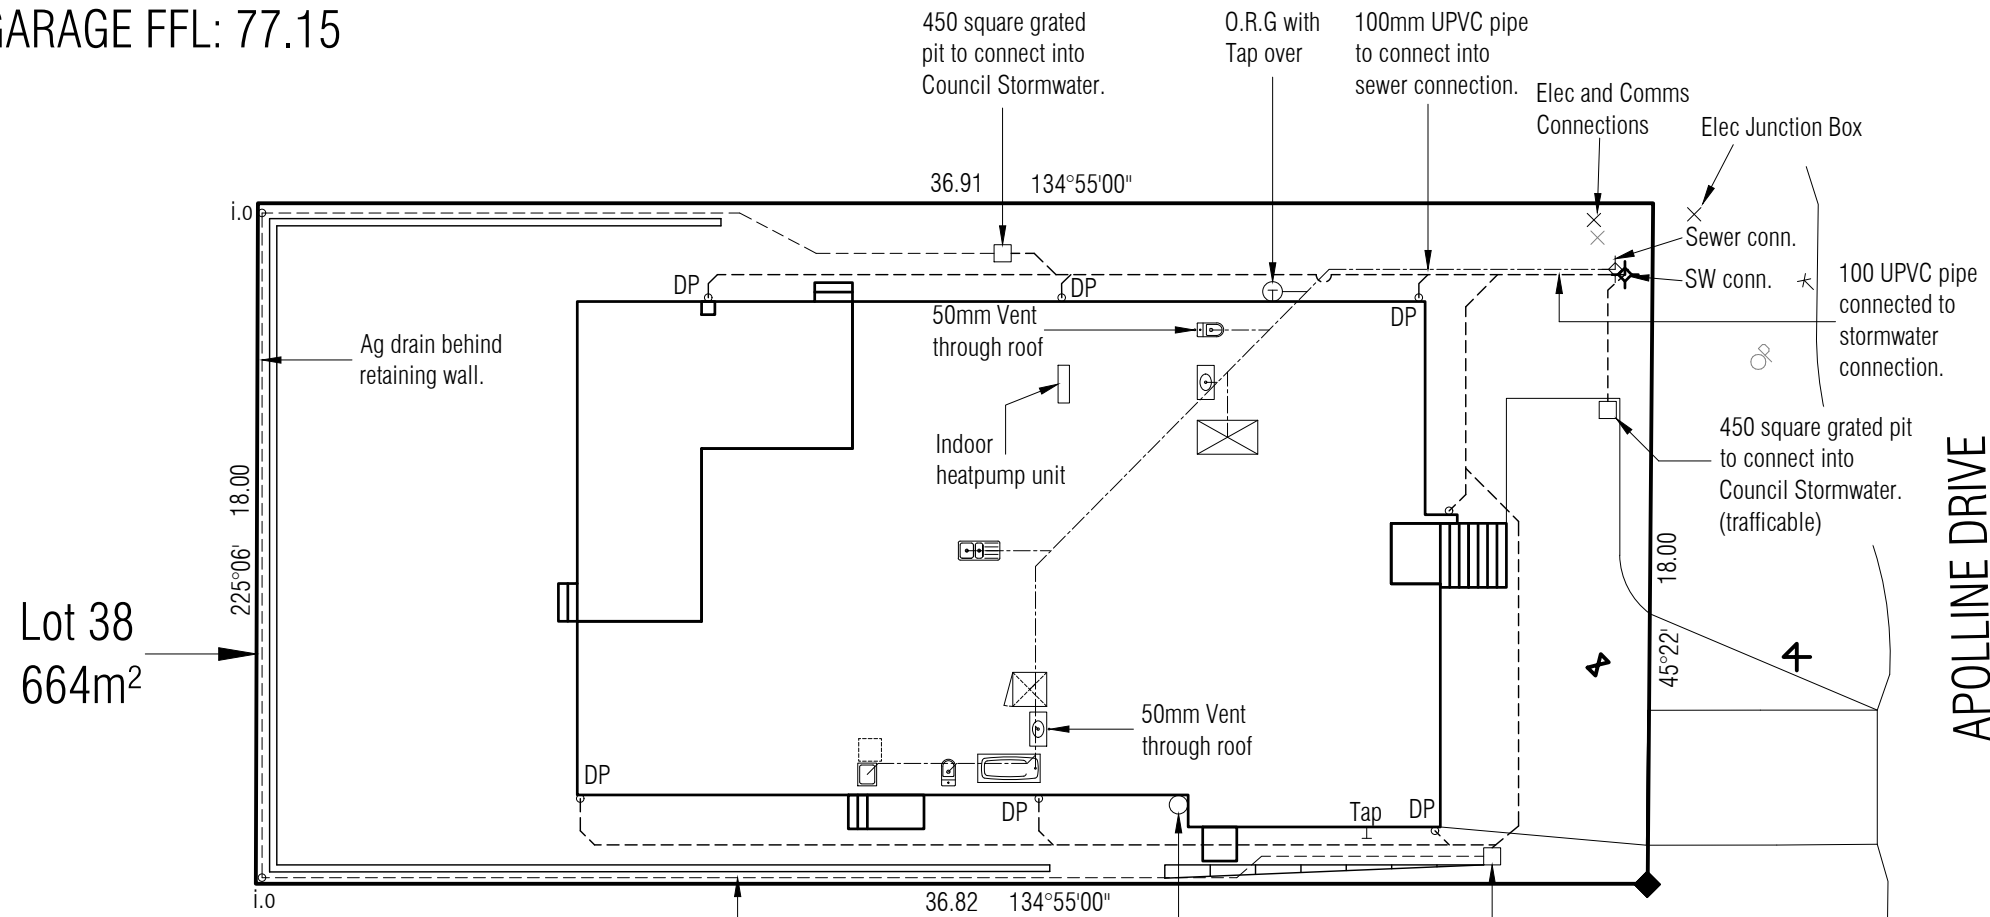 GARAGE FFL: 77.15
450 square grated
pit to connect into
Council Stormwater.
O.R.G with
Tap over
100mm UPVC pipe
to connect into
sewer connection.
Elec and Comms
Connections
Elec Junction Box
36.91 134°55'00"
i.o
Sewer conn.
SW conn.
DP
DP
DP
100 UPVC pipe
connected to
stormwater
connection.
50mm Vent
through roof
Ag drain behind
retaining wall.
Indoor
heatpump unit
450 square grated pit
to connect into
Council Stormwater.
(trafficable)
225°06' 18.00
18.00
45°22'
APOLLINE DRIVE
Lot 38
664m²
50mm Vent
through roof
DP
DP
Tap
DP
i.o
36.82 134°55'00"